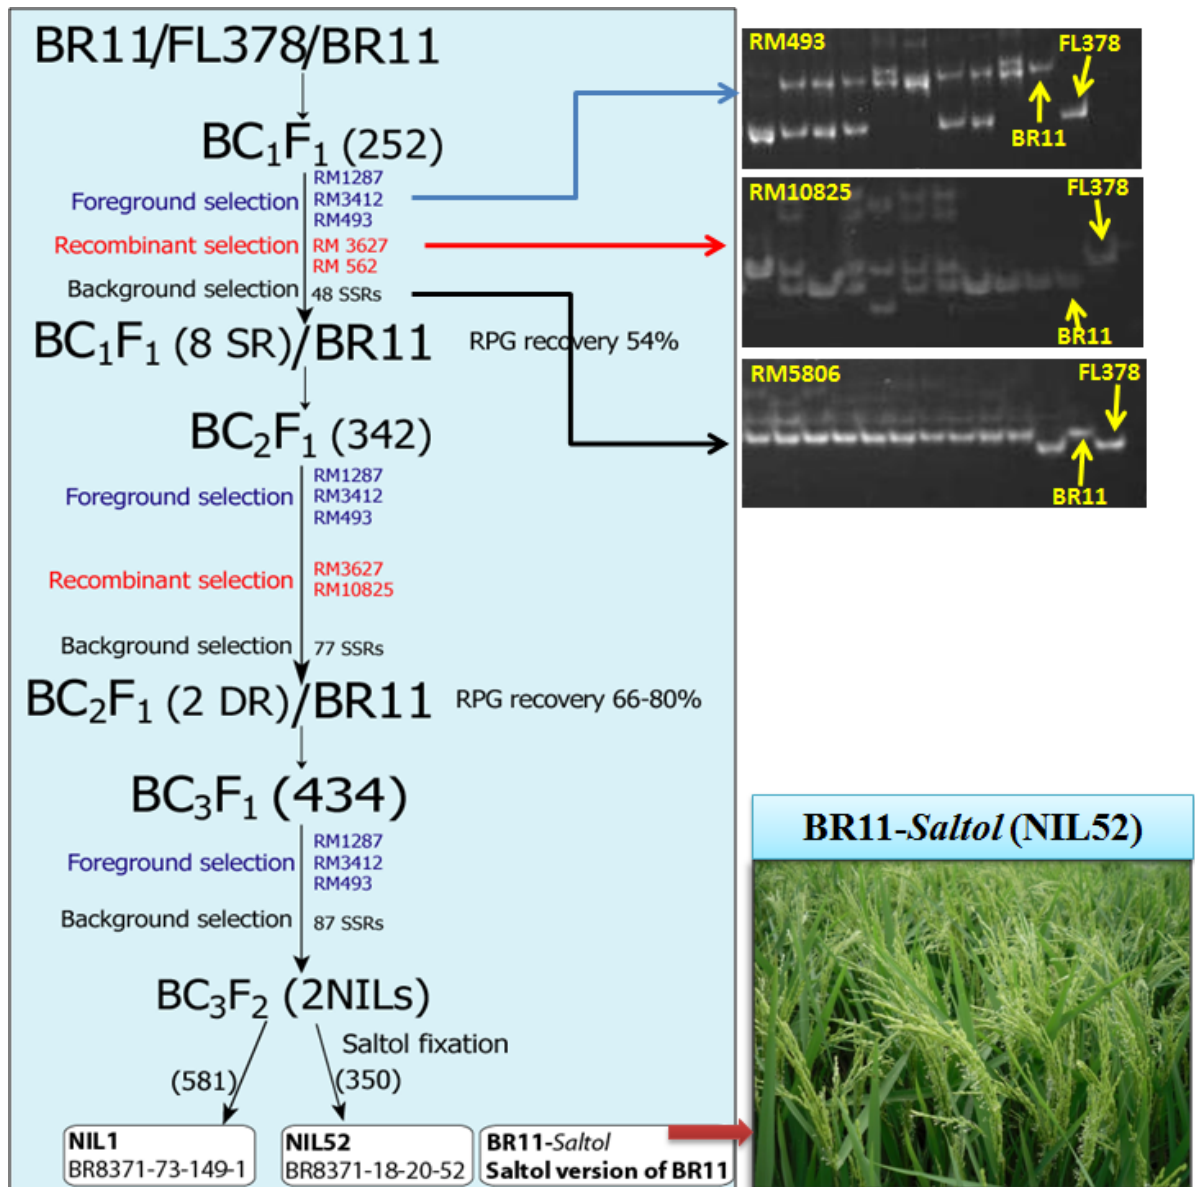 BR11/FL378/BR11
BC1F1 (252)
Foreground selection
RM1287
RM3412
RM493
Recombinant selection
RM 3627
RM 562
Background selection
48 SSRs
BC1F1 (8 SR)/BR11
RPG recovery 54%
BC2F1 (342)
Foreground selection
RM1287
RM3412
RM493
Recombinant selection
RM3627
RM10825
Background selection
77 SSRs
BC2F1 (2 DR)/BR11
RPG recovery 66-80%
BC3F1 (434)
Foreground selection
RM1287
RM3412
RM493
Background selection
87 SSRs
BC3F2 (2NILs)
Saltol fixation
(581)
(350)
NIL1
BR8371-73-149-1
NIL52
BR8371-18-20-52
BR11-Saltol
Saltol version of BR11
RM493
FL378
BR11
RM10825
FL378
BR11
RM5806
FL378
BR11
BR11-Saltol (NIL52)